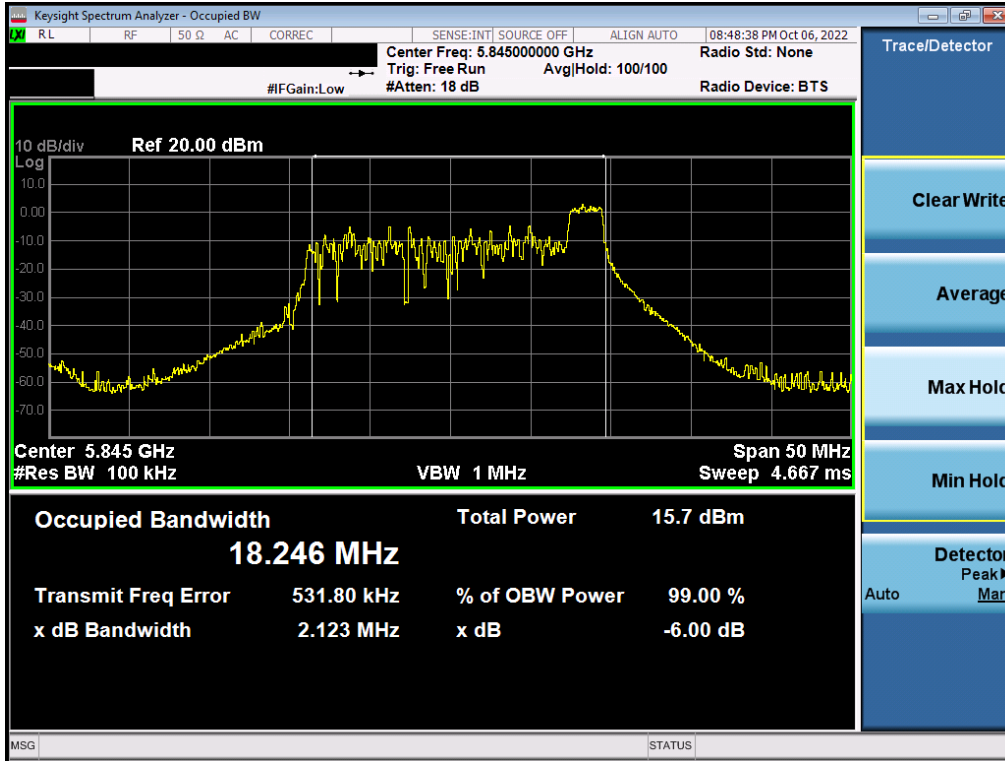 Keysight Spectrum Analyzer - Occupied BW
LXI RL RF 50 Ω AC CORREC SENSE:INT SOURCE OFF ALIGN AUTO 08:48:38 PM Oct 06, 2022
Center Freq: 5.845000000 GHz Radio Std: None
Trig: Free Run Avg|Hold: 100/100
#IFGain:Low #Atten: 18 dB Radio Device: BTS
Trace/Detector
10 dB/div Ref 20.00 dBm
Log
10.0
0.00
-10.0
-20.0
-30.0
-40.0
-50.0
-60.0
-70.0
Center 5.845 GHz Span 50 MHz
#Res BW 100 kHz VBW 1 MHz Sweep 4.667 ms
Occupied Bandwidth Total Power 15.7 dBm
18.246 MHz
Transmit Freq Error 531.80 kHz % of OBW Power 99.00 %
x dB Bandwidth 2.123 MHz x dB -6.00 dB
Clear Write
Average
Max Hold
Min Hold
Detector
Peak▶
Auto Man
MSG STATUS